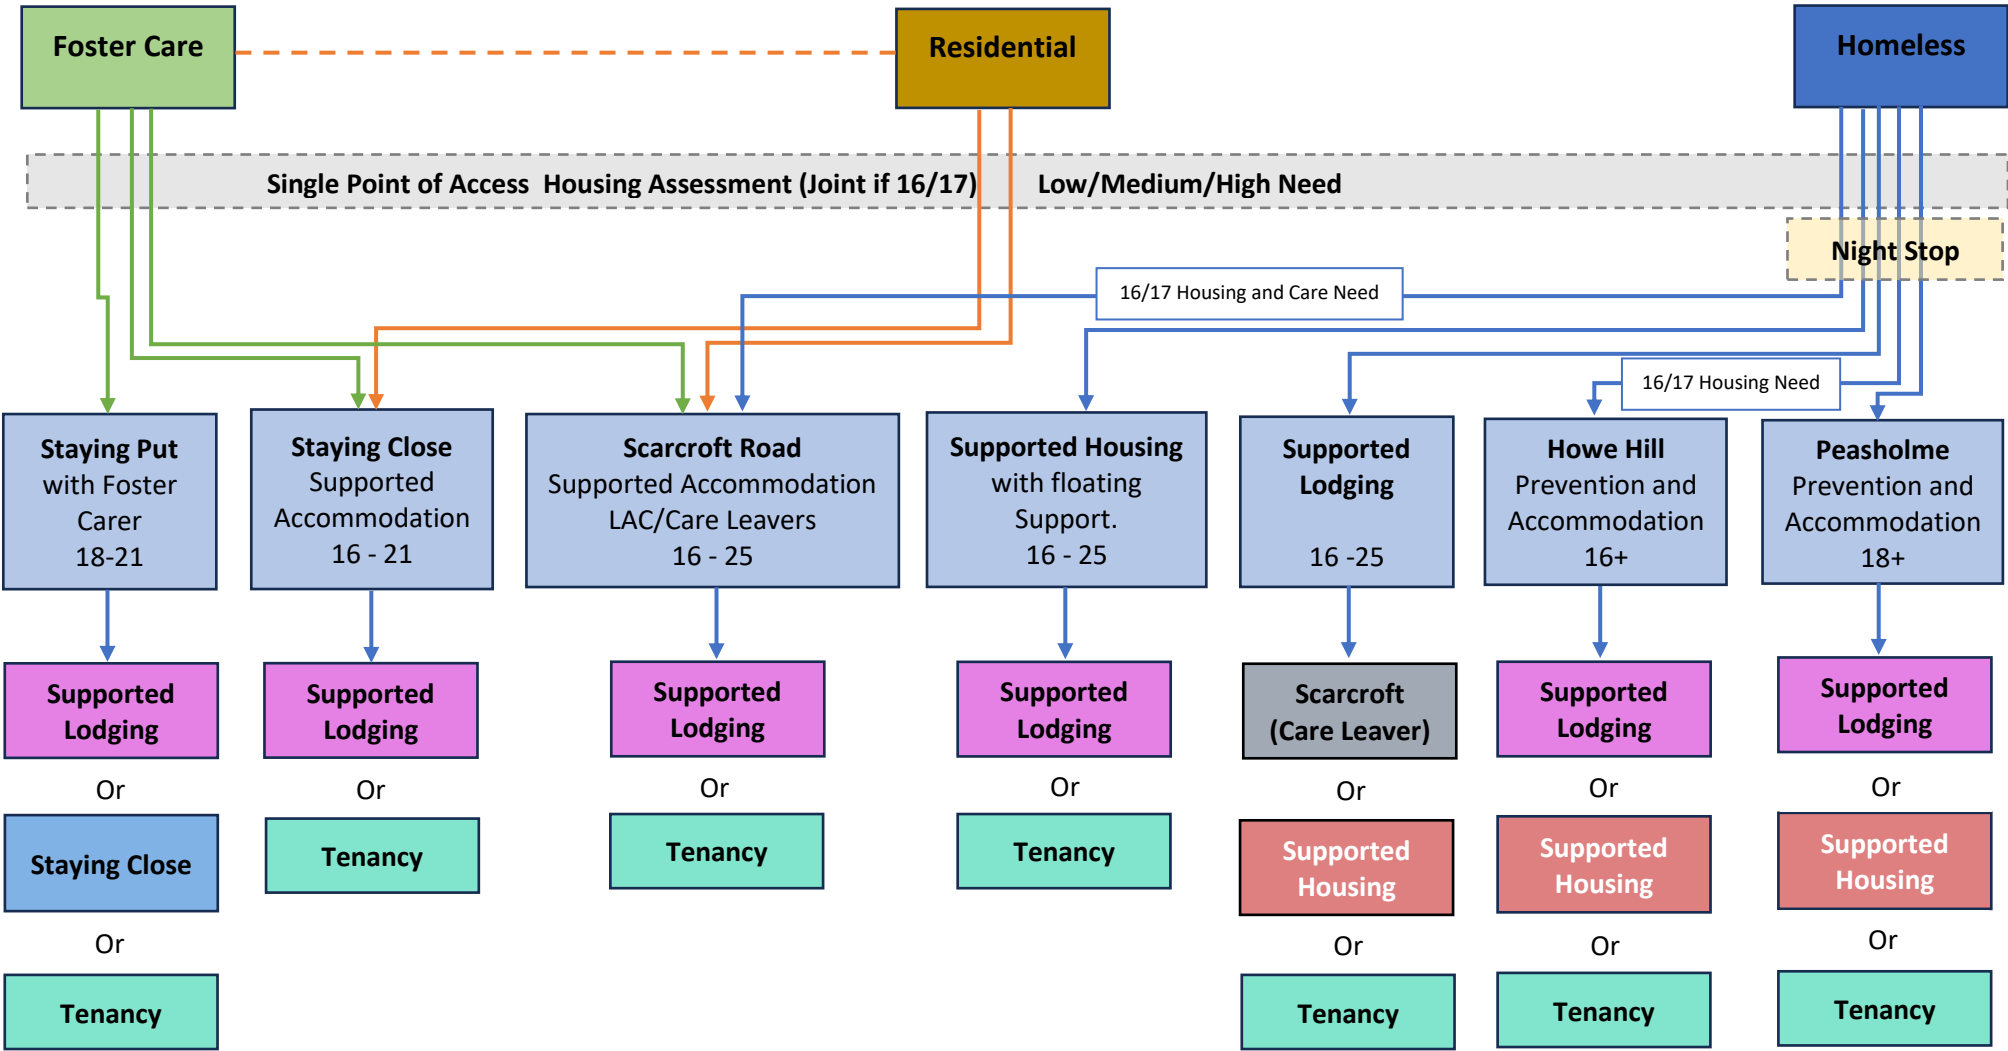 Foster Care
Residential
Homeless
Single Point of Access  Housing Assessment (Joint if 16/17)
Low/Medium/High Need
Night Stop
16/17 Housing and Care Need
16/17 Housing Need
Staying Put
with Foster
Carer
18-21
Staying Close
Supported
Accommodation
16 - 21
Scarcroft Road
Supported Accommodation
LAC/Care Leavers
16 - 25
Supported Housing
with floating
Support.
16 - 25
Supported
Lodging
16 -25
Howe Hill
Prevention and
Accommodation
16+
Peasholme
Prevention and
Accommodation
18+
Supported
Lodging
Or
Staying Close
Or
Tenancy
Supported
Lodging
Or
Tenancy
Supported
Lodging
Or
Tenancy
Supported
Lodging
Or
Tenancy
Scarcroft
(Care Leaver)
Or
Supported
Housing
Or
Tenancy
Supported
Lodging
Or
Supported
Housing
Or
Tenancy
Supported
Lodging
Or
Supported
Housing
Or
Tenancy